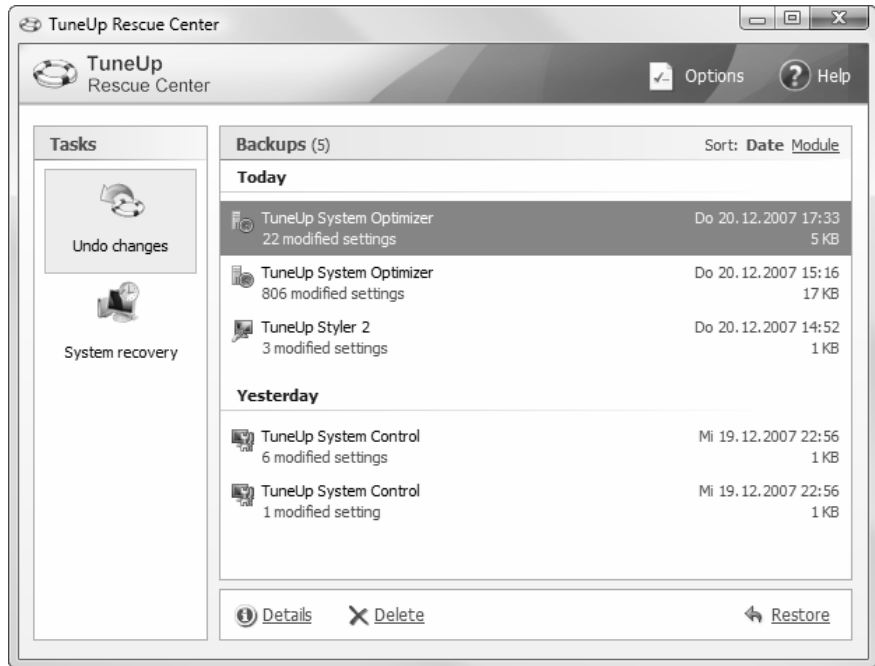 TuneUp Rescue Center
TuneUp
Rescue Center
Options
Help
Tasks
Undo changes
System recovery
Backups (5)
Sort: Date Module
Today
TuneUp System Optimizer
Do 20.12.2007 17:33
22 modified settings
5 KB
TuneUp System Optimizer
Do 20.12.2007 15:16
806 modified settings
17 KB
TuneUp Styler 2
Do 20.12.2007 14:52
3 modified settings
1 KB
Yesterday
TuneUp System Control
Mi 19.12.2007 22:56
6 modified settings
1 KB
TuneUp System Control
Mi 19.12.2007 22:56
1 modified setting
1 KB
Details
Delete
Restore